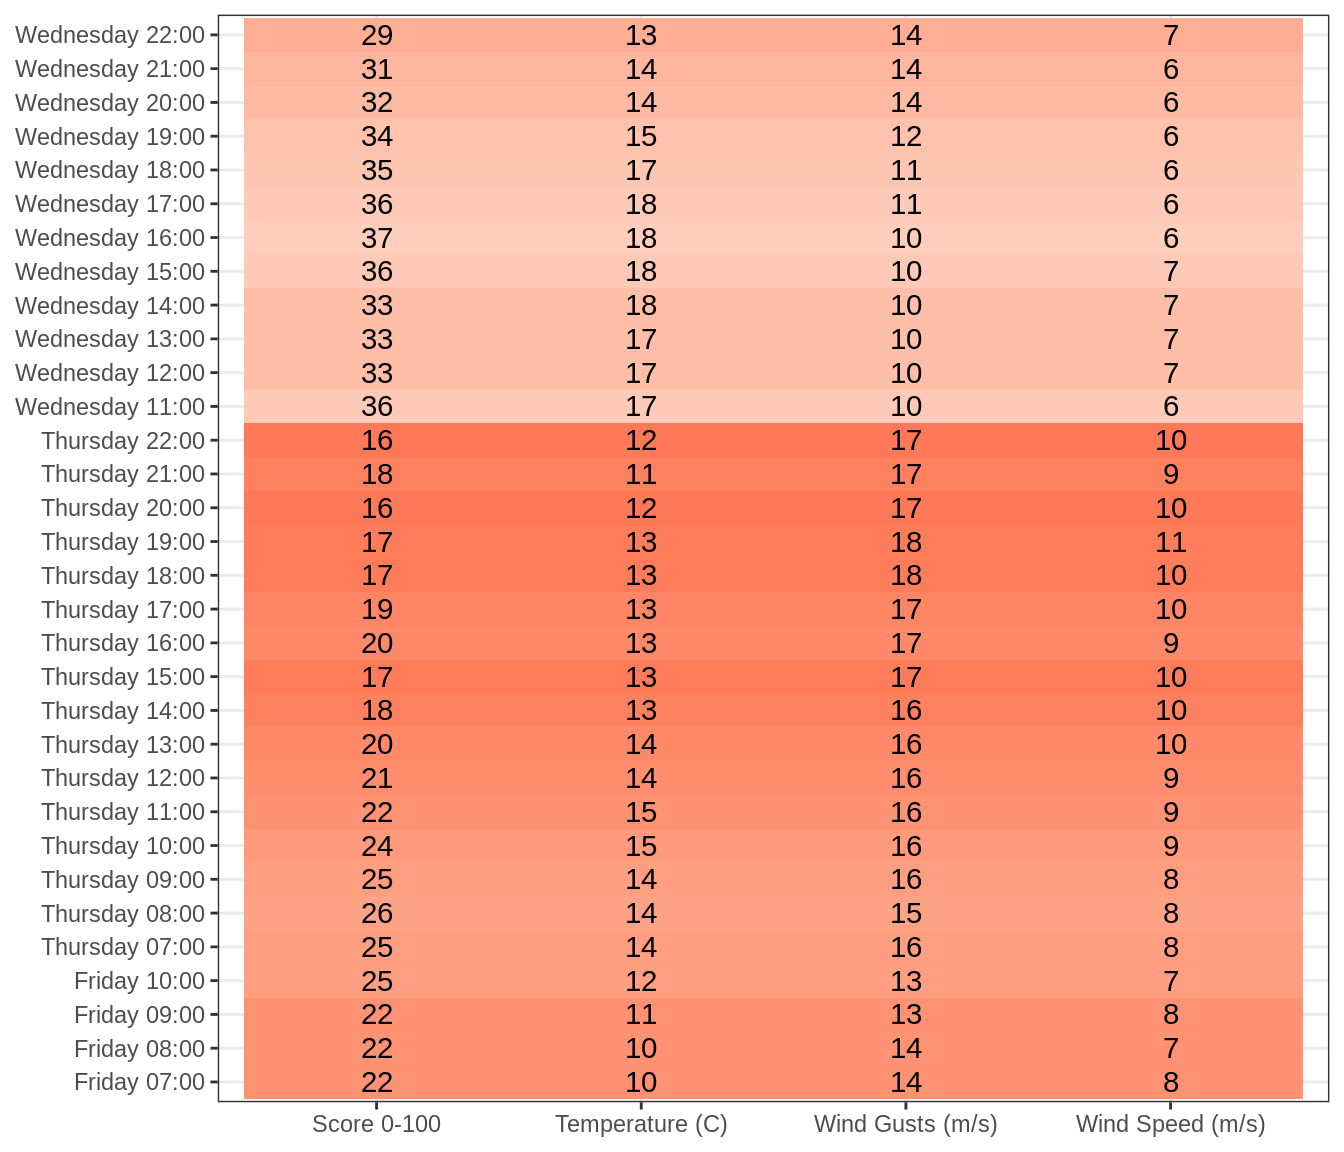 Wednesday 22:00 29 13 14 7
Wednesday 21:00 31 14 14 6
Wednesday 20:00 32 14 14 6
Wednesday 19:00 34 15 12 6
Wednesday 18:00 35 17 11 6
Wednesday 17:00 36 18 11 6
Wednesday 16:00 37 18 10 6
Wednesday 15:00 36 18 10 7
Wednesday 14:00 33 18 10 7
Wednesday 13:00 33 17 10 7
Wednesday 12:00 33 17 10 7
Wednesday 11:00 36 17 10 6
Thursday 22:00 16 12 17 10
Thursday 21:00 18 11 17 9
Thursday 20:00 16 12 17 10
Thursday 19:00 17 13 18 11
Thursday 18:00 17 13 18 10
Thursday 17:00 19 13 17 10
Thursday 16:00 20 13 17 9
Thursday 15:00 17 13 17 10
Thursday 14:00 18 13 16 10
Thursday 13:00 20 14 16 10
Thursday 12:00 21 14 16 9
Thursday 11:00 22 15 16 9
Thursday 10:00 24 15 16 9
Thursday 09:00 25 14 16 8
Thursday 08:00 26 14 15 8
Thursday 07:00 25 14 16 8
Friday 10:00 25 12 13 7
Friday 09:00 22 11 13 8
Friday 08:00 22 10 14 7
Friday 07:00 22 10 14 8
Score 0-100 Temperature (C) Wind Gusts (m/s) Wind Speed (m/s)